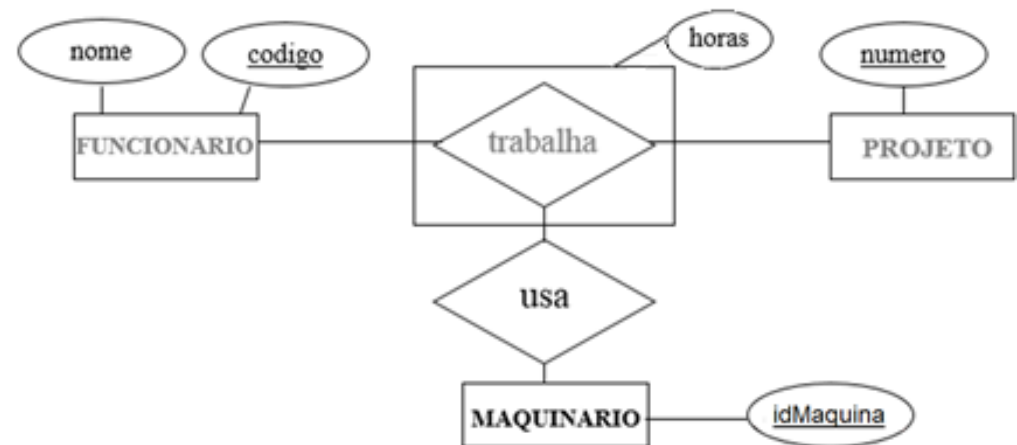 nome
codigo
horas
numero
FUNCIONARIO
trabalha
PROJETO
usa
MAQUINARIO
idMaquina